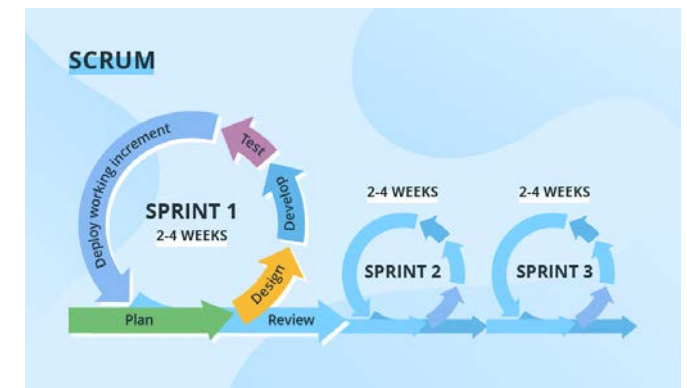 SCRUM
Deploy working increment
Test
Develop
Design
SPRINT 1
2-4 WEEKS
Plan
Review
2-4 WEEKS
SPRINT 2
2-4 WEEKS
SPRINT 3